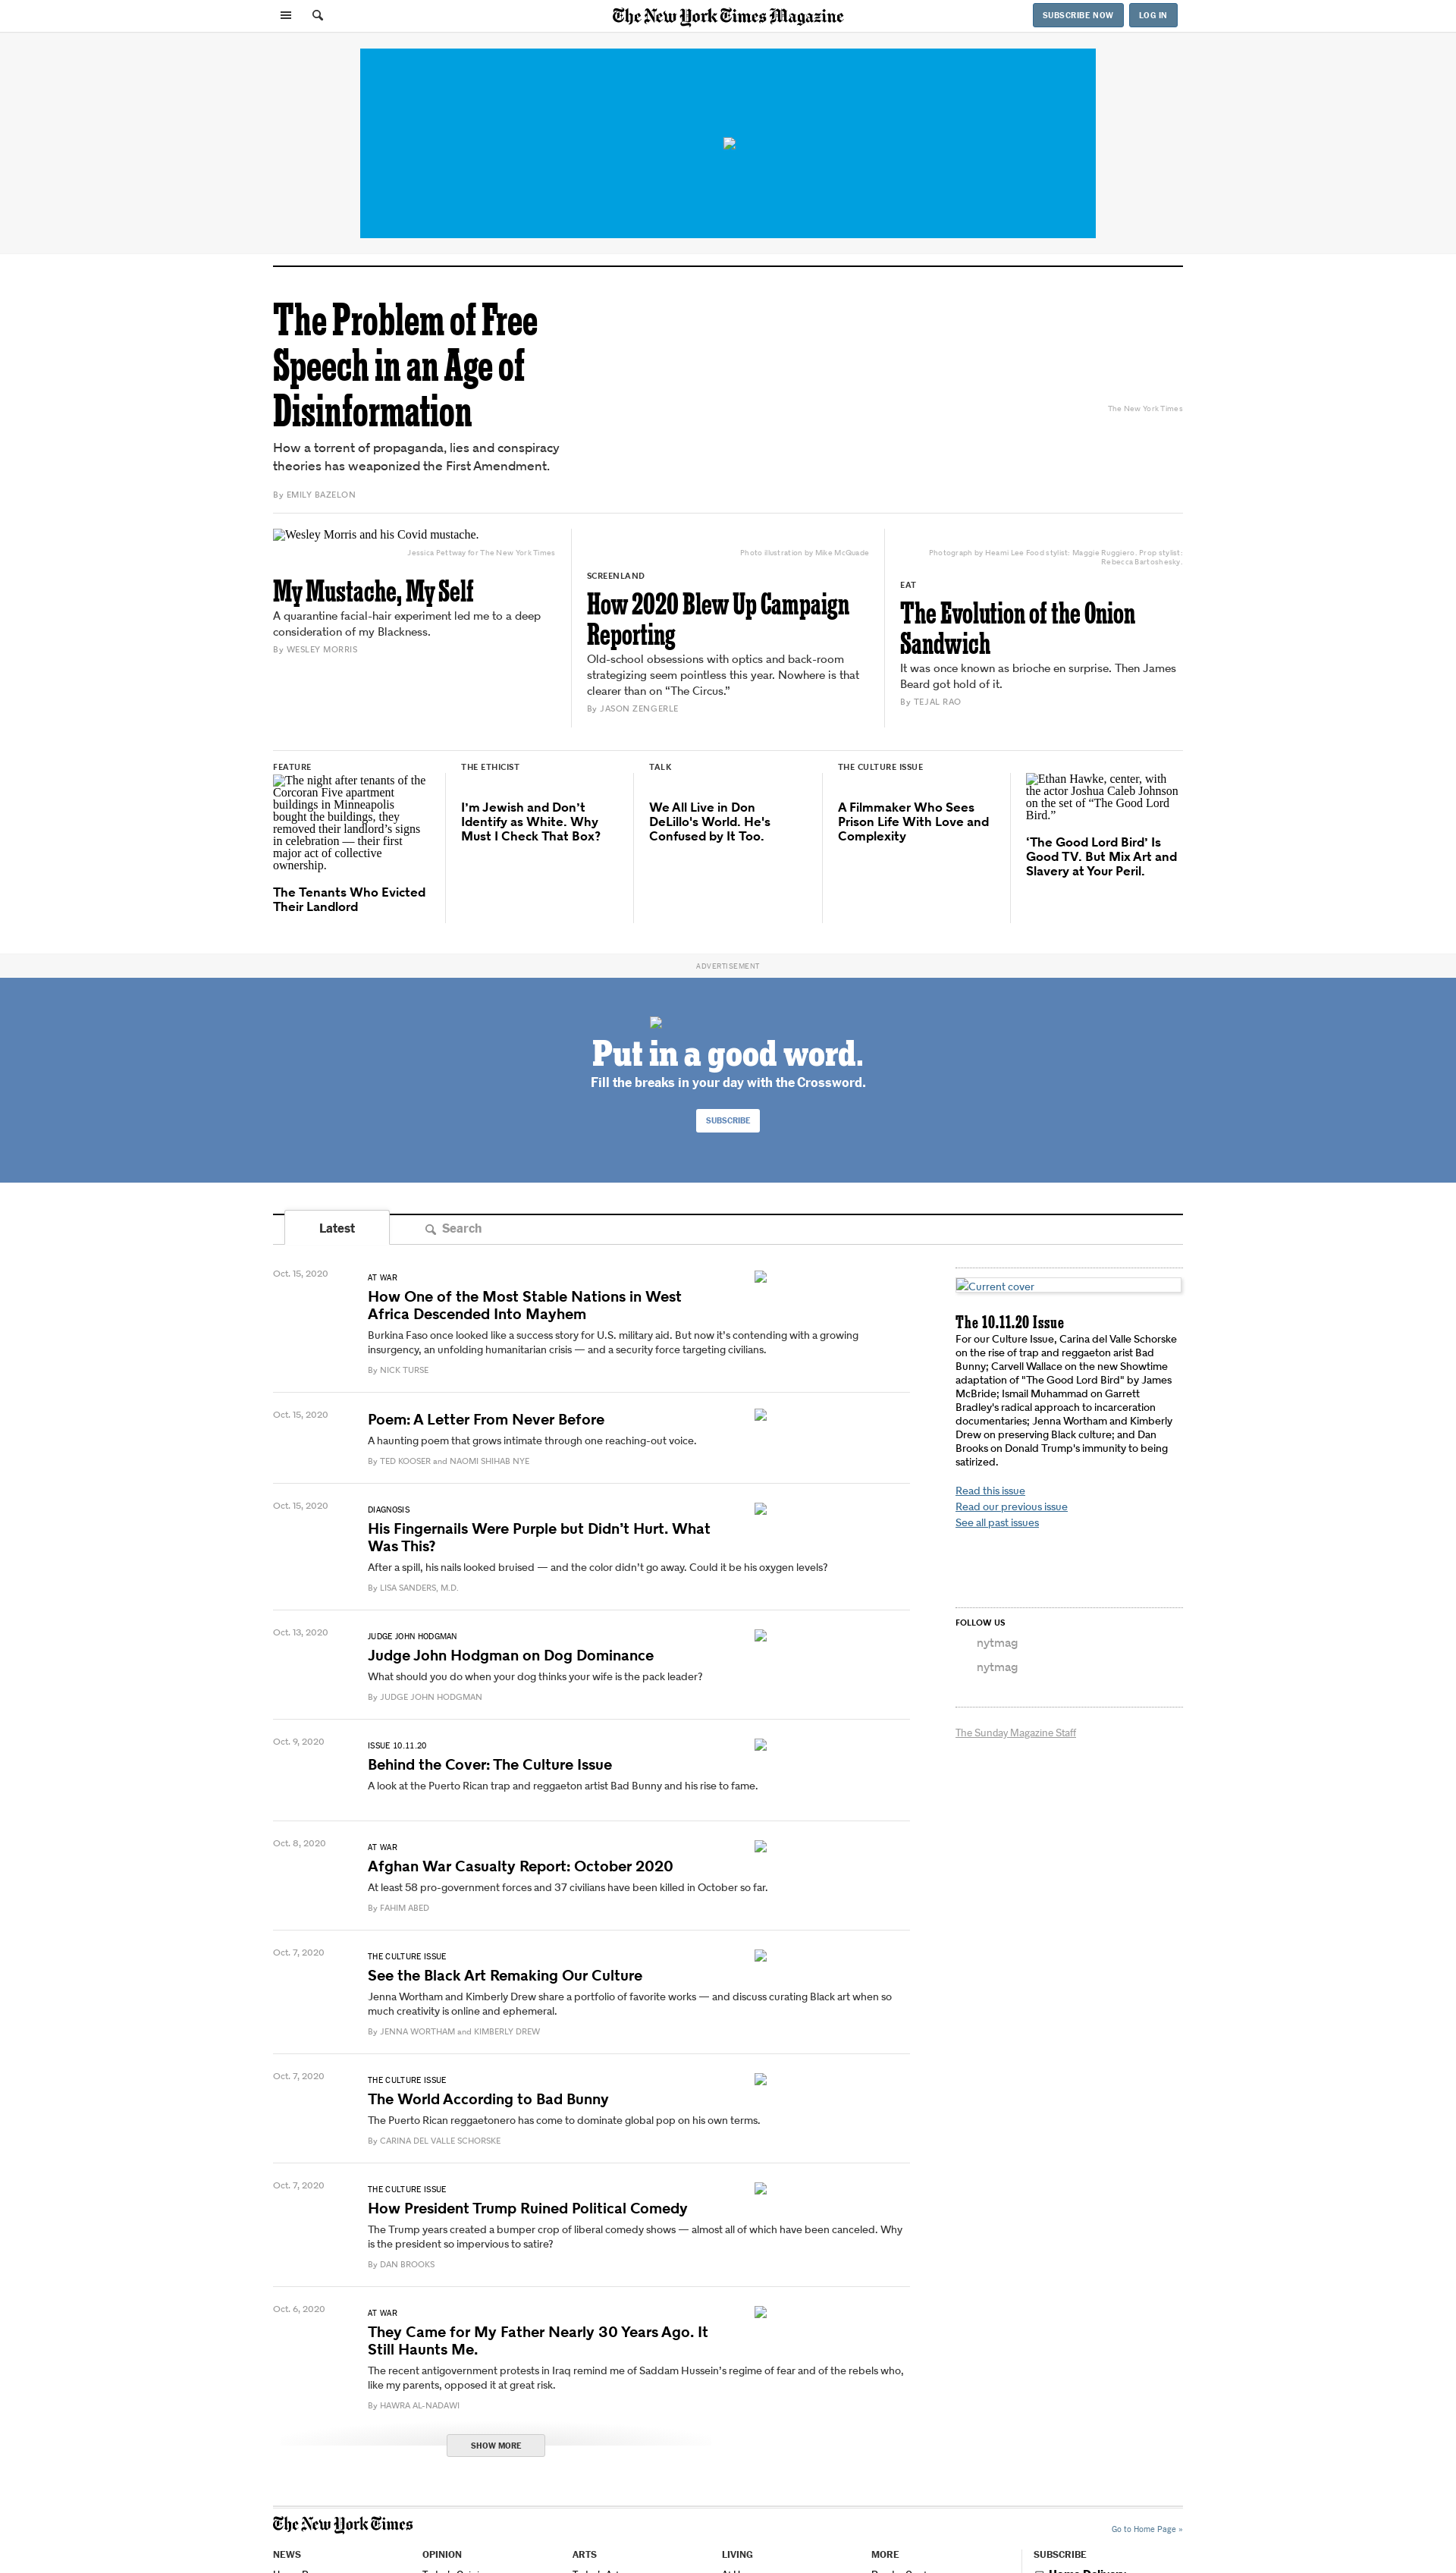 The New York Times Magazine
SUBSCRIBE NOW
LOG IN
The Problem of Free
Speech in an Age of
Disinformation
The New York Times
How a torrent of propaganda, lies and conspiracy
theories has weaponized the First Amendment.
By EMILY BAZELON
Wesley Morris and his Covid mustache.
Jessica Pettway for The New York Times
My Mustache, My Self
A quarantine facial-hair experiment led me to a deep
consideration of my Blackness.
By WESLEY MORRIS
Photo illustration by Mike McQuade
SCREENLAND
How 2020 Blew Up Campaign
Reporting
Old-school obsessions with optics and back-room
strategizing seem pointless this year. Nowhere is that
clearer than on “The Circus.”
By JASON ZENGERLE
Photograph by Heami Lee Food stylist: Maggie Ruggiero. Prop stylist:
Rebecca Bartoshesky.
EAT
The Evolution of the Onion
Sandwich
It was once known as brioche en surprise. Then James
Beard got hold of it.
By TEJAL RAO
FEATURE
The night after tenants of the
Corcoran Five apartment
buildings in Minneapolis
bought the buildings, they
removed their landlord’s signs
in celebration — their first
major act of collective
ownership.
The Tenants Who Evicted
Their Landlord
THE ETHICIST
I’m Jewish and Don’t
Identify as White. Why
Must I Check That Box?
TALK
We All Live in Don
DeLillo's World. He's
Confused by It Too.
THE CULTURE ISSUE
A Filmmaker Who Sees
Prison Life With Love and
Complexity
Ethan Hawke, center, with
the actor Joshua Caleb Johnson
on the set of “The Good Lord
Bird.”
‘The Good Lord Bird’ Is
Good TV. But Mix Art and
Slavery at Your Peril.
ADVERTISEMENT
Put in a good word.
Fill the breaks in your day with the Crossword.
SUBSCRIBE
Latest
Search
Oct. 15, 2020
AT WAR
How One of the Most Stable Nations in West
Africa Descended Into Mayhem
Burkina Faso once looked like a success story for U.S. military aid. But now it’s contending with a growing
insurgency, an unfolding humanitarian crisis — and a security force targeting civilians.
By NICK TURSE
Oct. 15, 2020
Poem: A Letter From Never Before
A haunting poem that grows intimate through one reaching-out voice.
By TED KOOSER and NAOMI SHIHAB NYE
Oct. 15, 2020
DIAGNOSIS
His Fingernails Were Purple but Didn’t Hurt. What
Was This?
After a spill, his nails looked bruised — and the color didn’t go away. Could it be his oxygen levels?
By LISA SANDERS, M.D.
Oct. 13, 2020
JUDGE JOHN HODGMAN
Judge John Hodgman on Dog Dominance
What should you do when your dog thinks your wife is the pack leader?
By JUDGE JOHN HODGMAN
Oct. 9, 2020
ISSUE 10.11.20
Behind the Cover: The Culture Issue
A look at the Puerto Rican trap and reggaeton artist Bad Bunny and his rise to fame.
Oct. 8, 2020
AT WAR
Afghan War Casualty Report: October 2020
At least 58 pro-government forces and 37 civilians have been killed in October so far.
By FAHIM ABED
Oct. 7, 2020
THE CULTURE ISSUE
See the Black Art Remaking Our Culture
Jenna Wortham and Kimberly Drew share a portfolio of favorite works — and discuss curating Black art when so
much creativity is online and ephemeral.
By JENNA WORTHAM and KIMBERLY DREW
Oct. 7, 2020
THE CULTURE ISSUE
The World According to Bad Bunny
The Puerto Rican reggaetonero has come to dominate global pop on his own terms.
By CARINA DEL VALLE SCHORSKE
Oct. 7, 2020
THE CULTURE ISSUE
How President Trump Ruined Political Comedy
The Trump years created a bumper crop of liberal comedy shows — almost all of which have been canceled. Why
is the president so impervious to satire?
By DAN BROOKS
Oct. 6, 2020
AT WAR
They Came for My Father Nearly 30 Years Ago. It
Still Haunts Me.
The recent antigovernment protests in Iraq remind me of Saddam Hussein’s regime of fear and of the rebels who,
like my parents, opposed it at great risk.
By HAWRA AL-NADAWI
SHOW MORE
Current cover
The 10.11.20 Issue
For our Culture Issue, Carina del Valle Schorske
on the rise of trap and reggaeton arist Bad
Bunny; Carvell Wallace on the new Showtime
adaptation of "The Good Lord Bird" by James
McBride; Ismail Muhammad on Garrett
Bradley's radical approach to incarceration
documentaries; Jenna Wortham and Kimberly
Drew on preserving Black culture; and Dan
Brooks on Donald Trump's immunity to being
satirized.
Read this issue
Read our previous issue
See all past issues
FOLLOW US
nytmag
nytmag
The Sunday Magazine Staff
The New York Times
Go to Home Page »
NEWS
OPINION
ARTS
LIVING
MORE
SUBSCRIBE